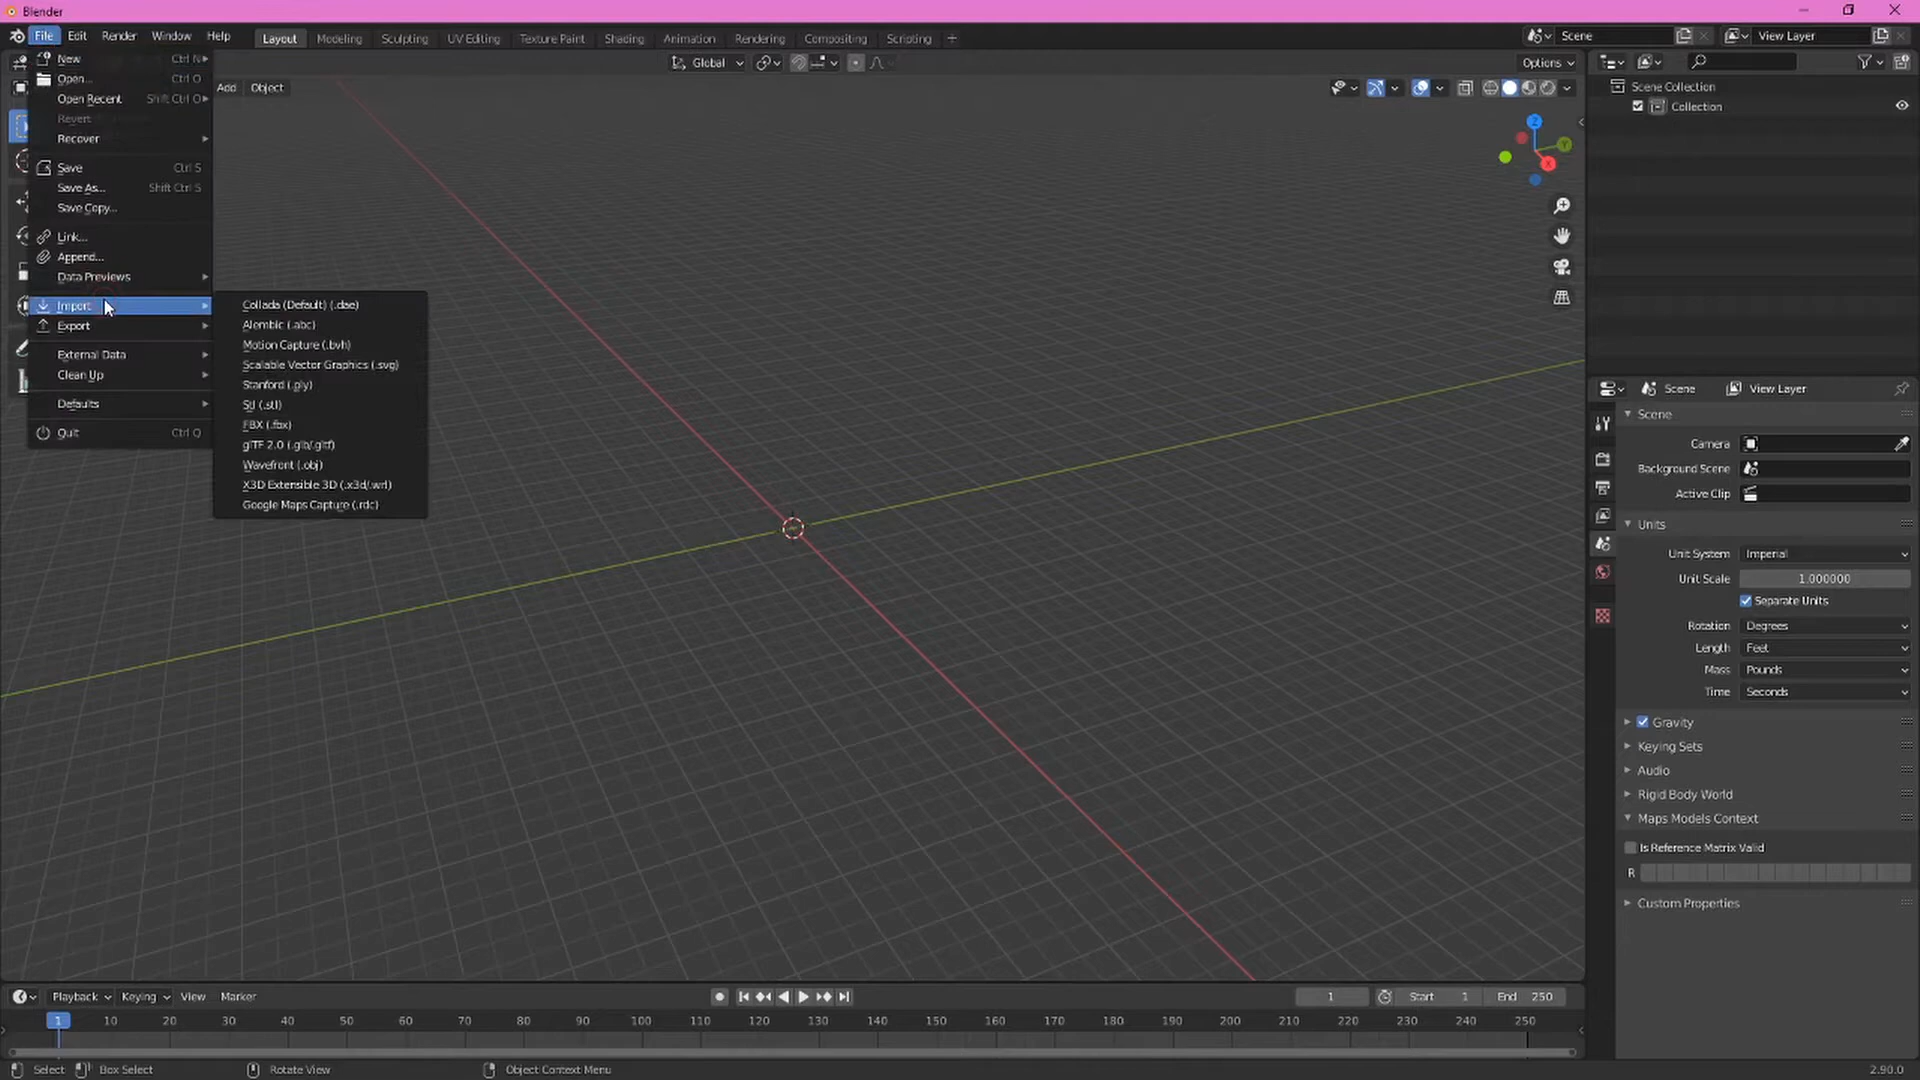 Blender
File Edit Render Window Help Layout Modeling Sculpting UV Editing Texture Paint Shading Animation Rendering Compositing Scripting + Scene View Layer
New Ctrl N
Open... Ctrl O
Open Recent Shift Ctrl O
Revert
Recover
Save Ctrl S
Save As... Shift Ctrl S
Save Copy...
Link...
Append...
Data Previews
Import
Export
External Data
Clean Up
Defaults
Quit Ctrl Q
Collada (Default) (.dae)
Alembic (.abc)
Motion Capture (.bvh)
Scalable Vector Graphics (.svg)
Stanford (.ply)
Stl (.stl)
FBX (.fbx)
glTF 2.0 (.glb/.gltf)
Wavefront (.obj)
X3D Extensible 3D (.x3d/.wrl)
Google Maps Capture (.rdc)
Global Options
Add Object
Z
Y
X
Scene Collection
Collection
Scene View Layer
Scene
Camera
Background Scene
Active Clip
Units
Unit System Imperial
Unit Scale 1.000000
Separate Units
Rotation Degrees
Length Feet
Mass Pounds
Time Seconds
Gravity
Keying Sets
Audio
Rigid Body World
Maps Models Context
Is Reference Matrix Valid
R
Custom Properties
Playback Keying View Marker 1 Start 1 End 250
1 10 20 30 40 50 60 70 80 90 100 110 120 130 140 150 160 170 180 190 200 210 220 230 240 250
Select Box Select Rotate View Object Context Menu 2.90.0